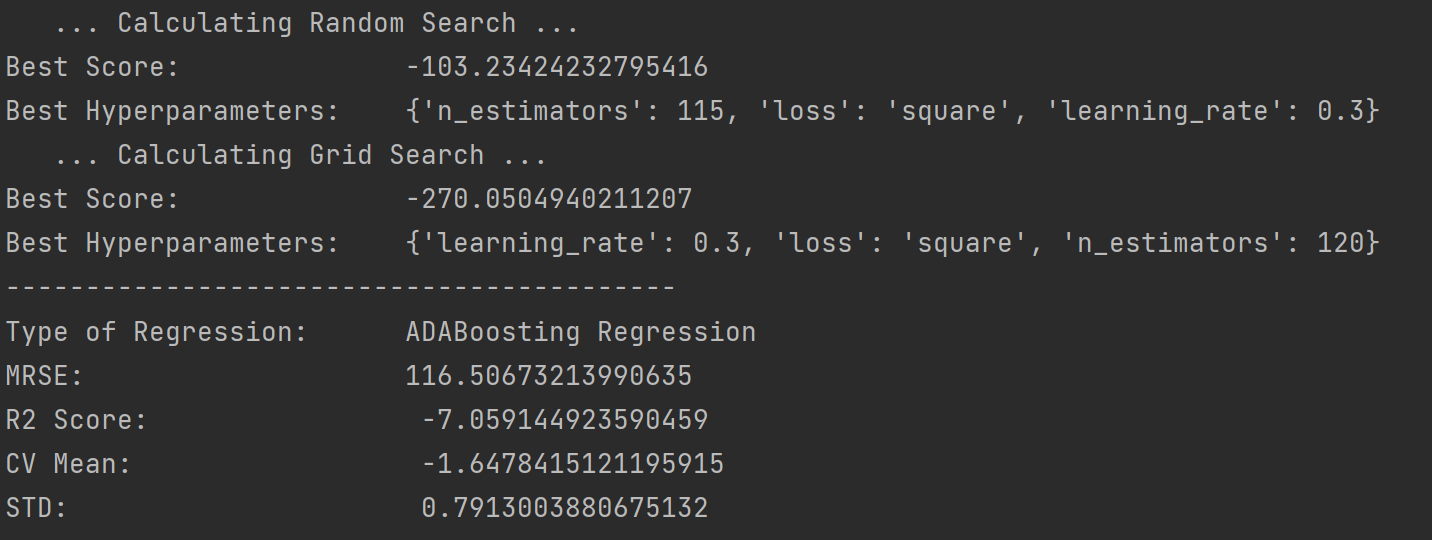 ... Calculating Random Search ...
Best Score: -103.23424232795416
Best Hyperparameters: {'n_estimators': 115, 'loss': 'square', 'learning_rate': 0.3}
... Calculating Grid Search ...
Best Score: -270.0504940211207
Best Hyperparameters: {'learning_rate': 0.3, 'loss': 'square', 'n_estimators': 120}
------------------------------------------
Type of Regression: ADABoosting Regression
MRSE: 116.50673213990635
R2 Score: -7.059144923590459
CV Mean: -1.6478415121195915
STD: 0.7913003880675132